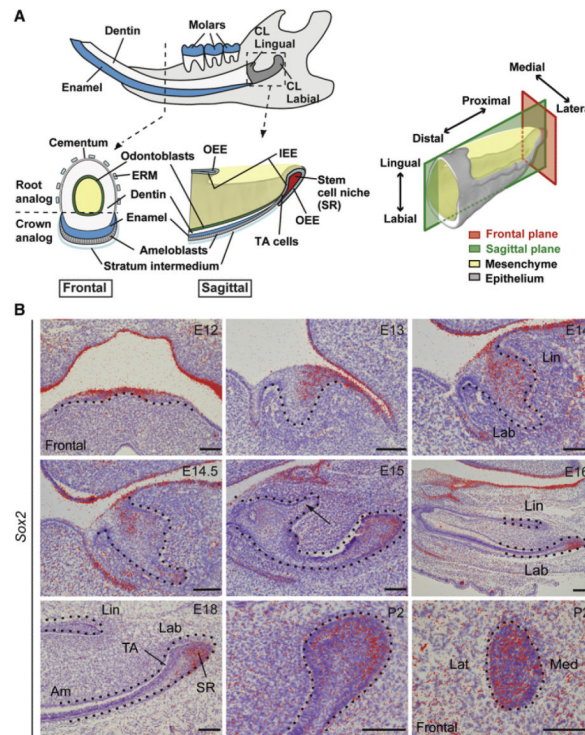 A
Dentin
Molars
CL
Lingual
Enamel
CL
Labial
Medial
Proximal
Distal
Lingual
Labial
Cementum
OEE
IEE
Odontoblasts
ERM
Root
analog
Dentin
Enamel
Crown
analog
Ameloblasts
Stratum intermedium
Stem
cell niche
(SR)
OEE
TA cells
Frontal
Sagittal
Frontal plane
Sagittal plane
Mesenchyme
Epithelium
B
Sox2
E12
Frontal
E13
Lin
Lab
E14.5
E15
E16
Lin
Lab
Lin
E18
Lab
TA
Am
SR
P2
Lat
Med
Frontal